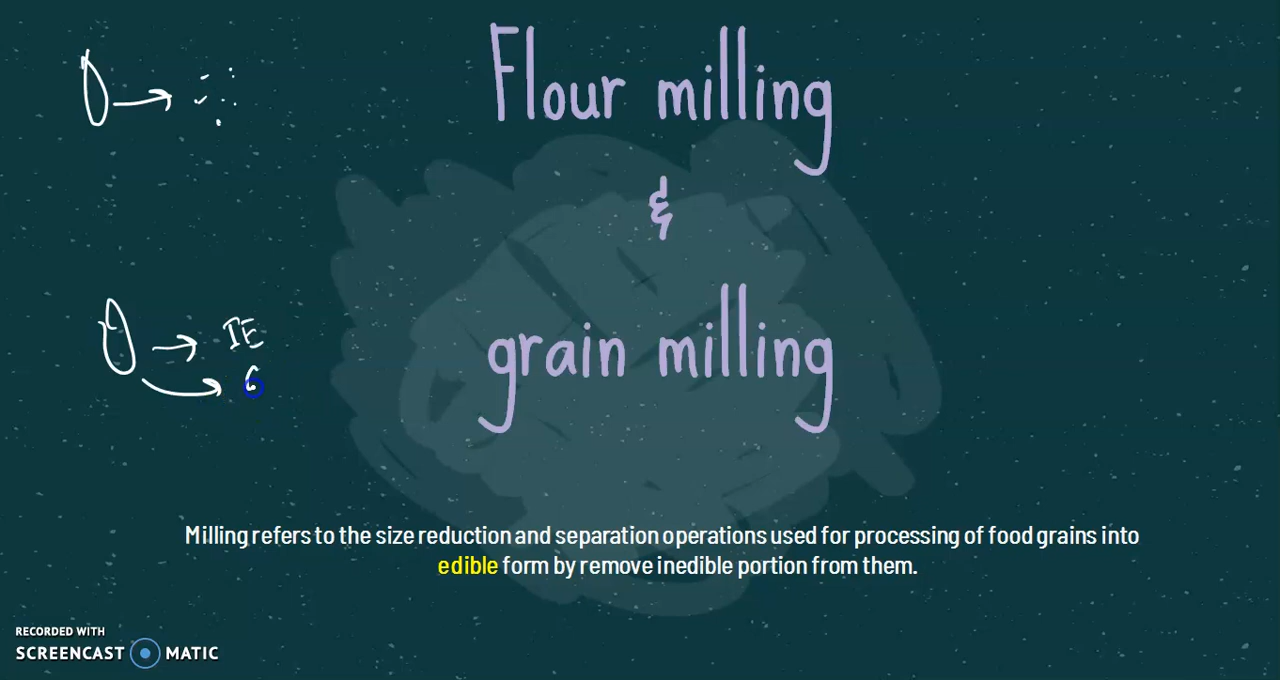 Flour milling
&
IE
grain milling
Milling refers to the size reduction and separation operations used for processing of food grains into
edible form by remove inedible portion from them.
RECORDED WITH
SCREENCAST MATIC